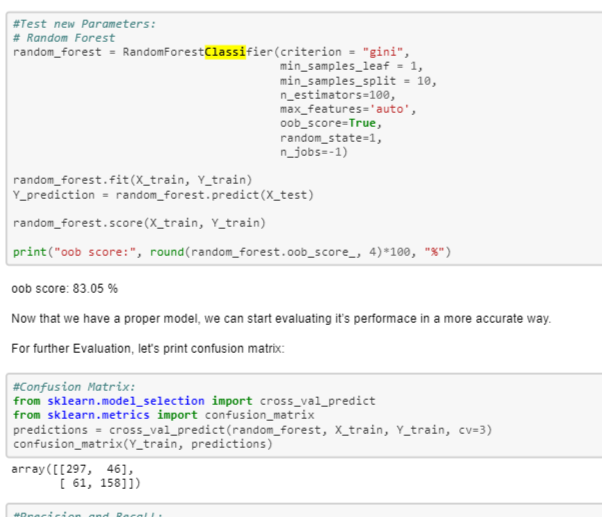 #Test new Parameters:
# Random Forest
random_forest = RandomForestClassifier(criterion = "gini",
min_samples_leaf = 1,
min_samples_split = 10,
n_estimators=100,
max_features='auto',
oob_score=True,
random_state=1,
n_jobs=-1)
random_forest.fit(X_train, Y_train)
Y_prediction = random_forest.predict(X_test)
random_forest.score(X_train, Y_train)
print("oob score:", round(random_forest.oob_score_, 4)*100, "%")
oob score: 83.05 %
Now that we have a proper model, we can start evaluating it's performace in a more accurate way.
For further Evaluation, let's print confusion matrix:
#Confusion Matrix:
from sklearn.model_selection import cross_val_predict
from sklearn.metrics import confusion_matrix
predictions = cross_val_predict(random_forest, X_train, Y_train, cv=3)
confusion_matrix(Y_train, predictions)
array([[297, 46],
[ 61, 158]])
#Precision and Recall: